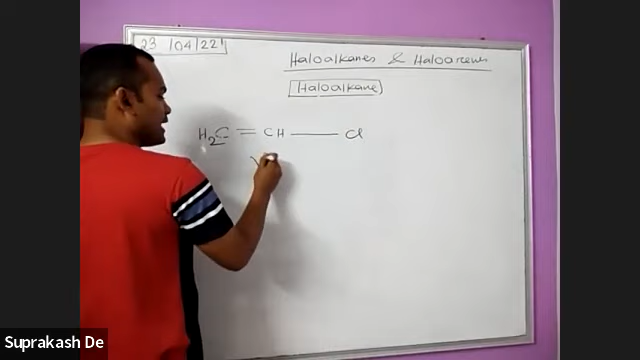 23/04/22
Haloalkanes & Haloarenes
Haloalkane
H2C = CH — Cl
Suprakash De